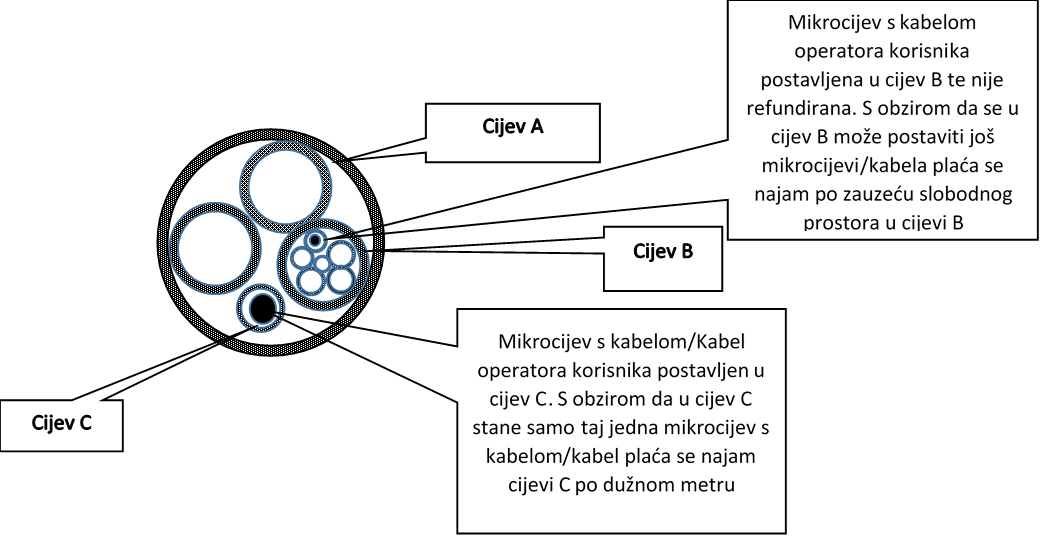 Mikrocijev s kabelom
operatora korisnika
postavljena u cijev B te nije
refundirana. S obzirom da se u
cijev B može postaviti još
mikrocijevi/kabela plaća se
najam po zauzeću slobodnog
prostora u cijevi B
Cijev A
Cijev B
Mikrocijev s kabelom/Kabel
operatora korisnika postavljen u
cijev C. S obzirom da u cijev C
stane samo taj jedna mikrocijev s
kabelom/kabel plaća se najam
cijevi C po dužnom metru
Cijev C